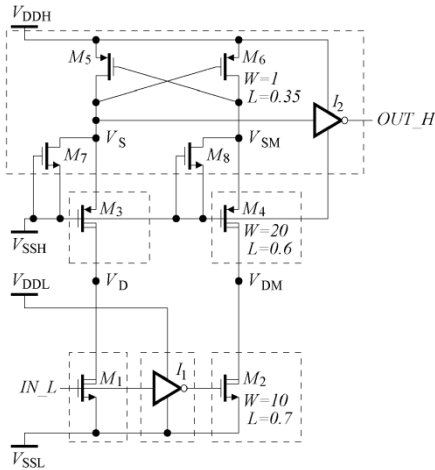 VDDH
M5
M6
W=1
L=0.35
I2
OUT_H
VS
VSM
M7
M8
M3
M4
VSSH
W=20
L=0.6
VD
VDM
VDDL
I1
IN_L
M1
M2
W=10
L=0.7
VSSL